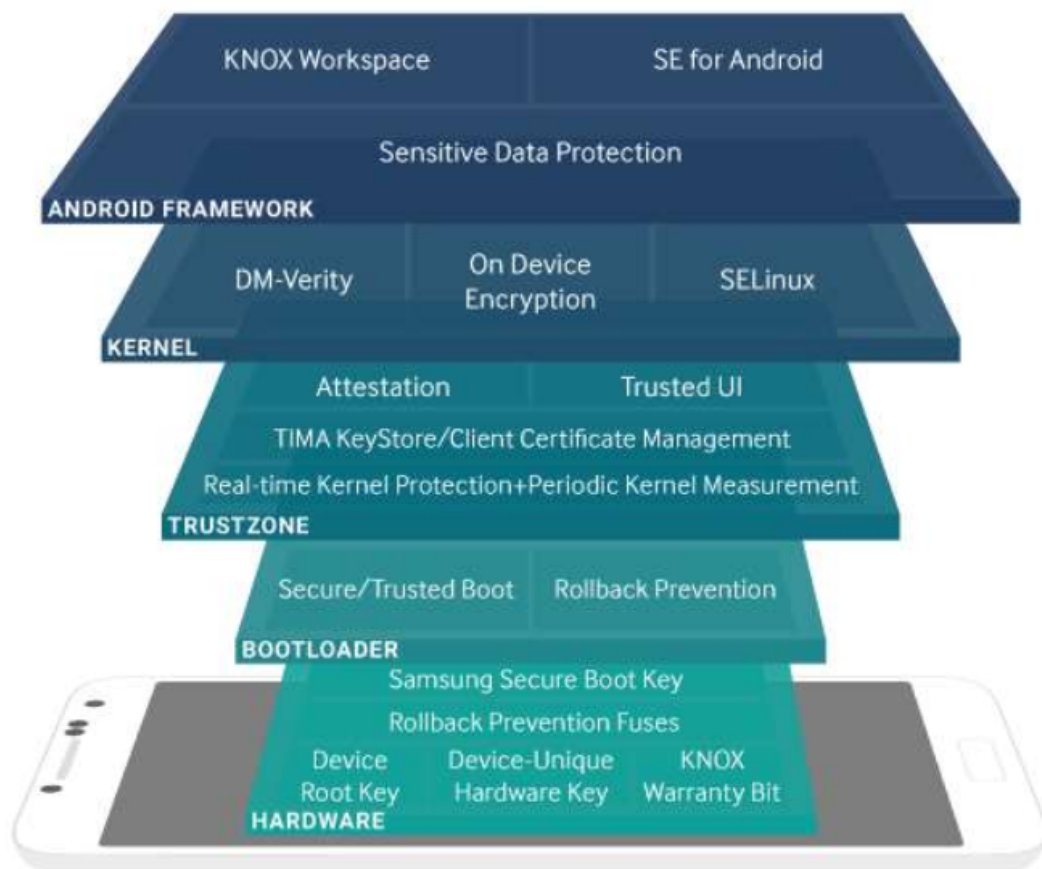 KNOX Workspace
SE for Android
Sensitive Data Protection
ANDROID FRAMEWORK
DM-Verity
On Device
Encryption
SELinux
KERNEL
Attestation
Trusted UI
TIMA KeyStore/Client Certificate Management
Real-time Kernel Protection+Periodic Kernel Measurement
TRUSTZONE
Secure/Trusted Boot
Rollback Prevention
BOOTLOADER
Samsung Secure Boot Key
Rollback Prevention Fuses
Device
Root Key
Device-Unique
Hardware Key
KNOX
Warranty Bit
HARDWARE